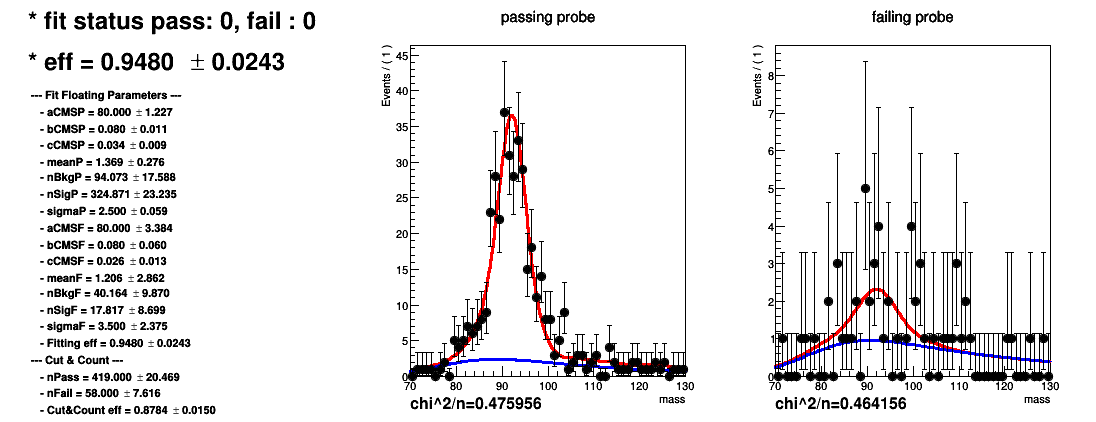 * fit status pass: 0, fail : 0
* eff = 0.9480 ± 0.0243
--- Fit Floating Parameters ---
- aCMSP = 80.000 ± 1.227
- bCMSP = 0.080 ± 0.011
- cCMSP = 0.034 ± 0.009
- meanP = 1.369 ± 0.276
- nBkgP = 94.073 ± 17.588
- nSigP = 324.871 ± 23.235
- sigmaP = 2.500 ± 0.059
- aCMSF = 80.000 ± 3.384
- bCMSF = 0.080 ± 0.060
- cCMSF = 0.026 ± 0.013
- meanF = 1.206 ± 2.862
- nBkgF = 40.164 ± 9.870
- nSigF = 17.817 ± 8.699
- sigmaF = 3.500 ± 2.375
- Fitting eff = 0.9480 ± 0.0243
--- Cut & Count ---
- nPass = 419.000 ± 20.469
- nFail = 58.000 ± 7.616
- Cut&Count eff = 0.8784 ± 0.0150
passing probe
Events / ( 1 )
45
40
35
30
25
20
15
10
5
0
70 80 90 100 110 120 130
mass
chi^2/n=0.475956
failing probe
Events / ( 1 )
8
7
6
5
4
3
2
1
0
70 80 90 100 110 120 130
mass
chi^2/n=0.464156